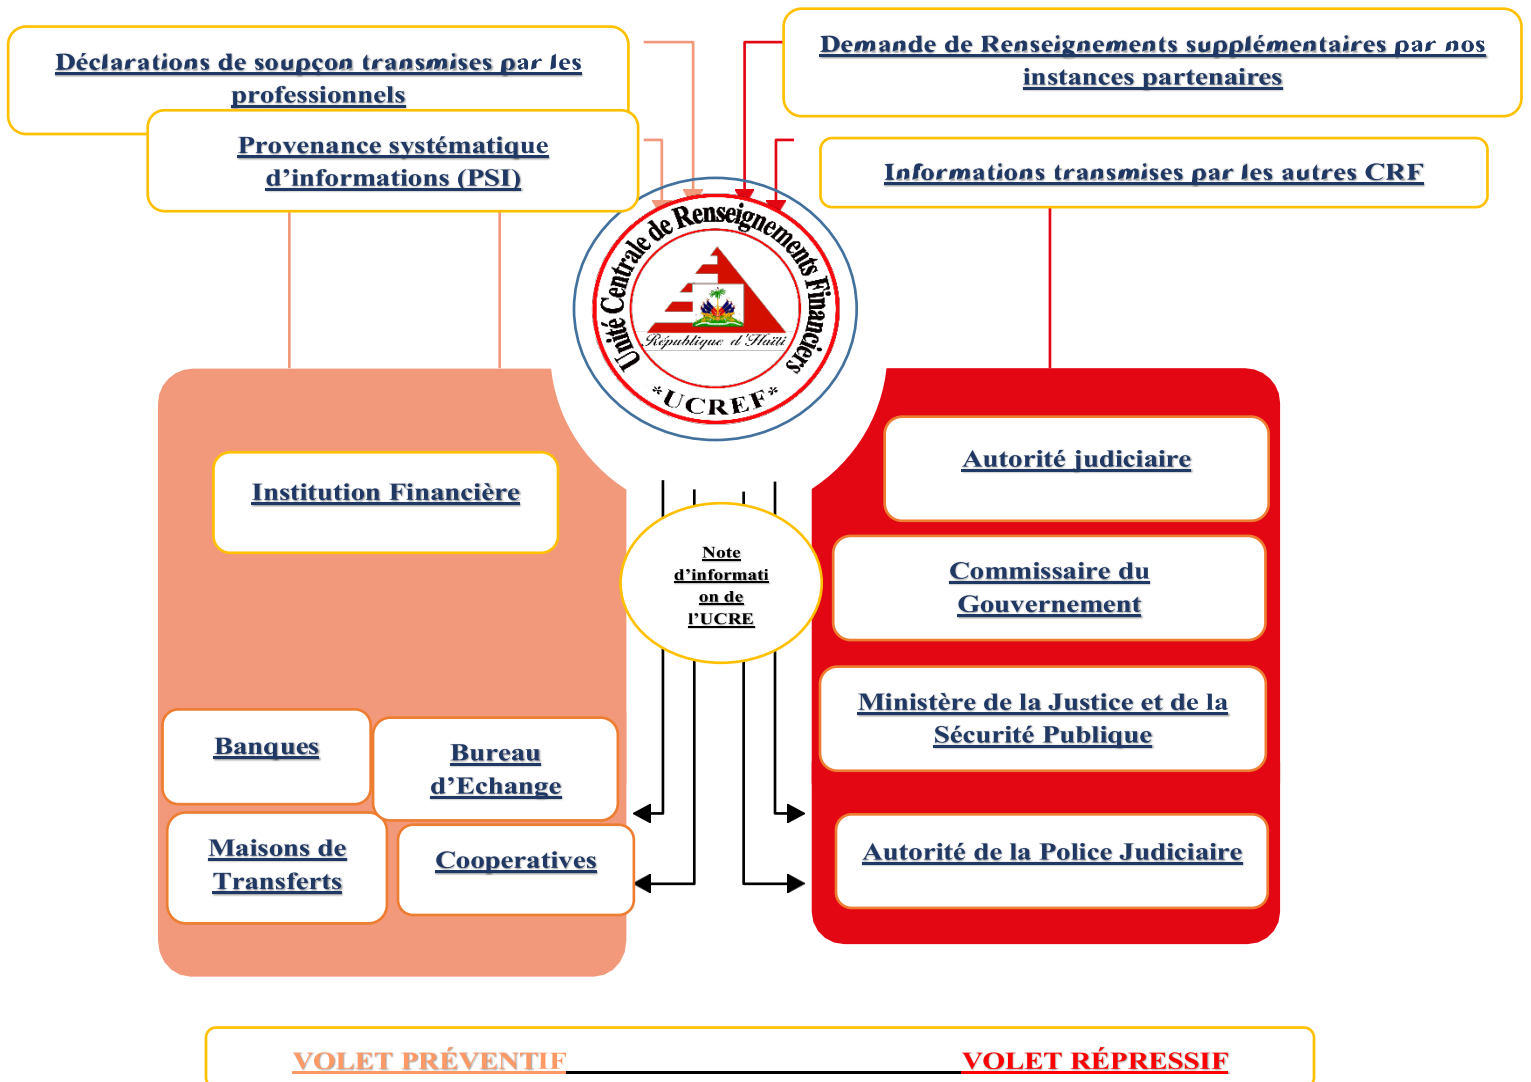 Déclarations de soupçon transmises par les
professionnels
Demande de Renseignements supplémentaires par nos
instances partenaires
Provenance systématique
d’informations (PSI)
Informations transmises par les autres CRF
Unité Centrale de Renseignements Financiers
République d'Haïti
*UCREF*
Institution Financière
Autorité judiciaire
Note
d’informati
on de
l’UCRE
Commissaire du
Gouvernement
Ministère de la Justice et de la
Sécurité Publique
Banques
Bureau
d’Echange
Maisons de
Transferts
Cooperatives
Autorité de la Police Judiciaire
VOLET PRÉVENTIF VOLET RÉPRESSIF